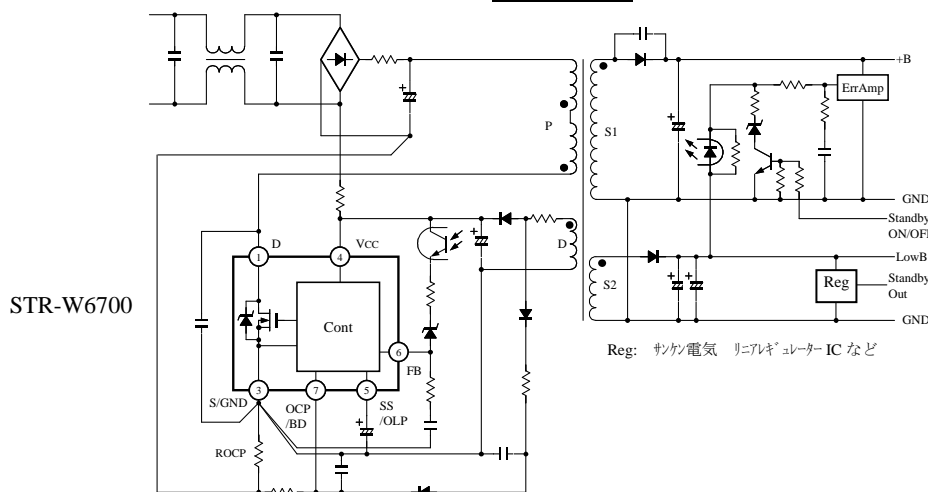 +B
ErrAmp
P
S1
GND
Standby
ON/OFF
D
VCC
D
LowB
1
4
S2
Reg
Standby
Out
STR-W6700
Cont
GND
6
FB
Reg: サンケン電気 リニアレギュレーター IC など
3
7
5
S/GND
OCP
/BD
SS
/OLP
ROCP